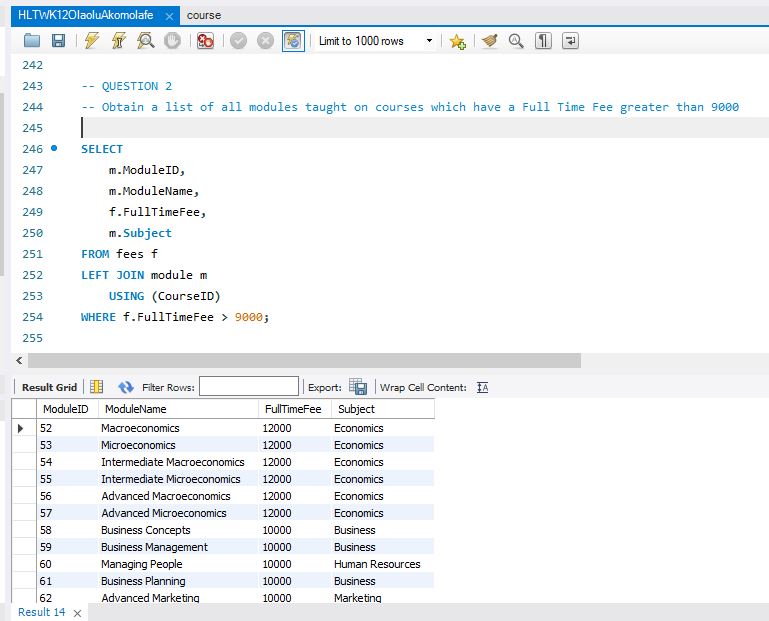 HLTWK12OlaoluAkomolafe course
Limit to 1000 rows
242
243 -- QUESTION 2
244 -- Obtain a list of all modules taught on courses which have a Full Time Fee greater than 9000
245
246 SELECT
247 m.ModuleID,
248 m.ModuleName,
249 f.FullTimeFee,
250 m.Subject
251 FROM fees f
252 LEFT JOIN module m
253 USING (CourseID)
254 WHERE f.FullTimeFee > 9000;
255
Result Grid Filter Rows: Export: Wrap Cell Content:
ModuleID ModuleName FullTimeFee Subject
52 Macroeconomics 12000 Economics
53 Microeconomics 12000 Economics
54 Intermediate Macroeconomics 12000 Economics
55 Intermediate Microeconomics 12000 Economics
56 Advanced Macroeconomics 12000 Economics
57 Advanced Microeconomics 12000 Economics
58 Business Concepts 10000 Business
59 Business Management 10000 Business
60 Managing People 10000 Human Resources
61 Business Planning 10000 Business
62 Advanced Marketing 10000 Marketing
Result 14